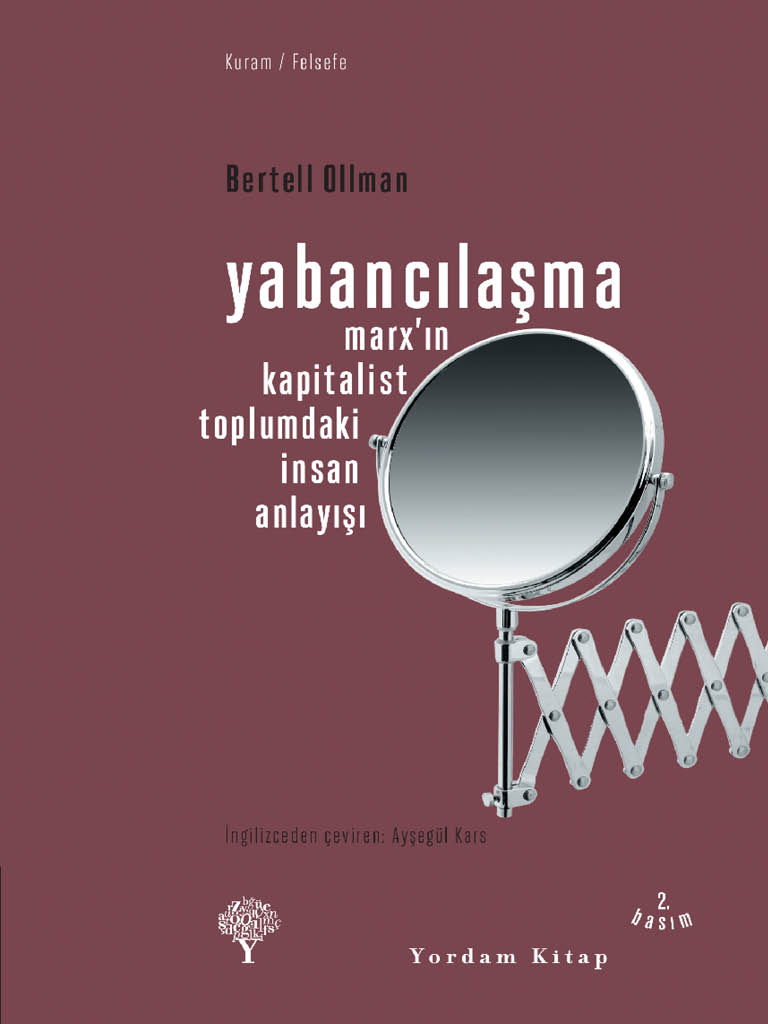 Kuram / Felsefe
Bertell Ollman
yabancılaşma
marx'ın
kapitalist
toplumdaki
insan
anlayışı
İngilizceden çeviren: Ayşegül Kars
2.
basım
Y
Yordam Kitap